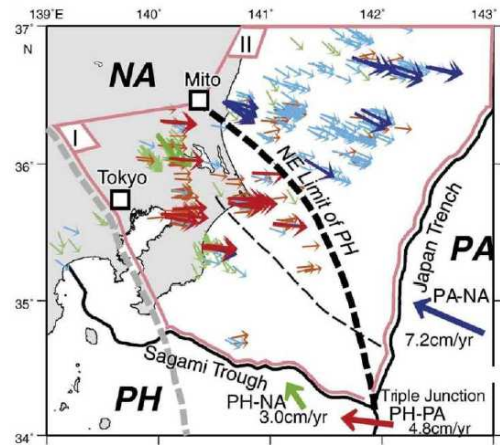 139°E 140° 141° 142° 143°
37°
N
II
NA
Mito
I
36°
Tokyo
NE Limit of PH
Japan Trench
PA
35°
PA-NA
7.2cm/yr
Sagami Trough
PH
PH-NA
3.0cm/yr
Triple Junction
PH-PA
4.8cm/yr
34°